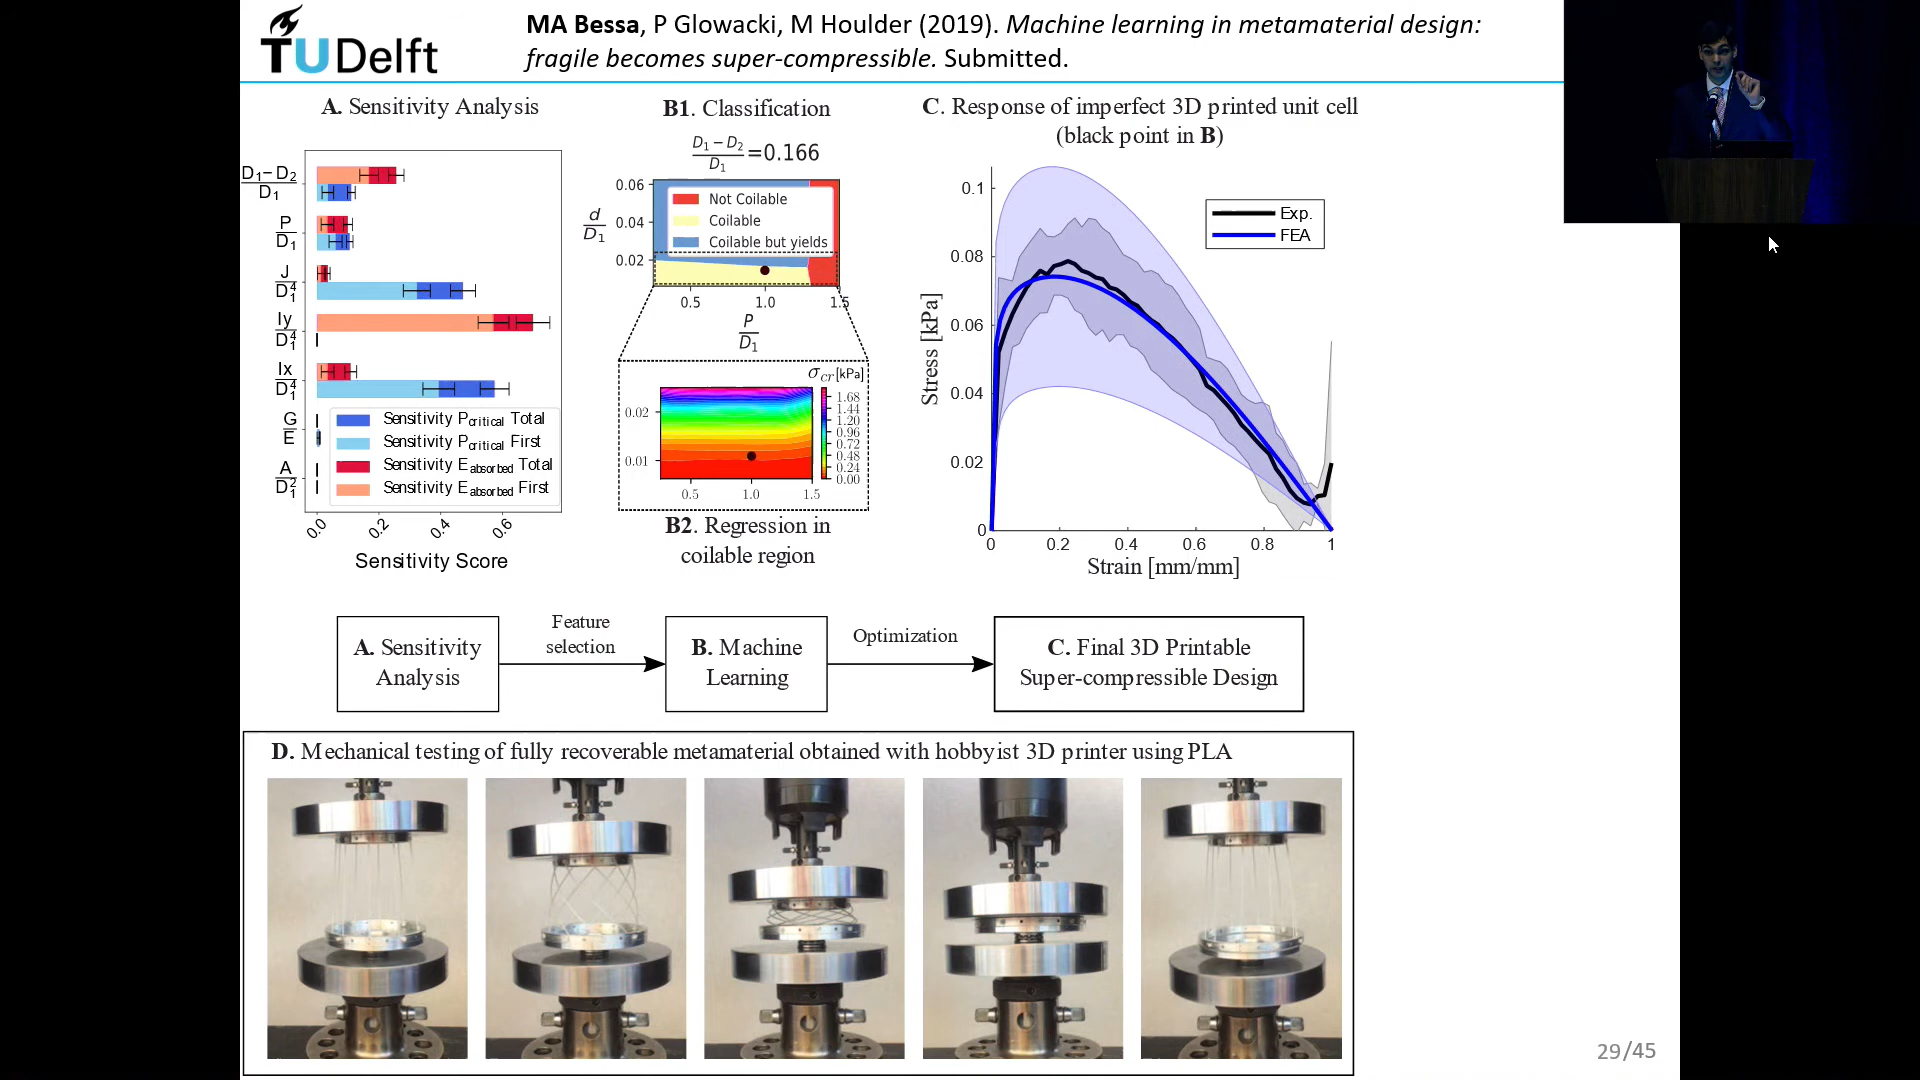 TUDelft
MA Bessa, P Glowacki, M Houlder (2019). Machine learning in metamaterial design:
fragile becomes super-compressible. Submitted.
A. Sensitivity Analysis
D1−D2
D1
P
D1
J
D1^4
Iy
D1^4
Ix
D1^4
G
E
A
D1^2
Sensitivity Pcritical Total
Sensitivity Pcritical First
Sensitivity Eabsorbed Total
Sensitivity Eabsorbed First
0.0 0.2 0.4 0.6
Sensitivity Score
B1. Classification
D1 − D2
D1
=0.166
0.06
0.04
0.02
d
D1
Not Coilable
Coilable
Coilable but yields
0.5 1.0 1.5
P
D1
σcr[kPa]
0.02
0.01
1.68
1.44
1.20
0.96
0.72
0.48
0.24
0.00
0.5 1.0 1.5
B2. Regression in
coilable region
C. Response of imperfect 3D printed unit cell
(black point in B)
Exp.
FEA
0.1
0.08
0.06
0.04
0.02
0
Stress [kPa]
0 0.2 0.4 0.6 0.8 1
Strain [mm/mm]
A. Sensitivity
Analysis
Feature
selection
B. Machine
Learning
Optimization
C. Final 3D Printable
Super-compressible Design
D. Mechanical testing of fully recoverable metamaterial obtained with hobbyist 3D printer using PLA
29/45